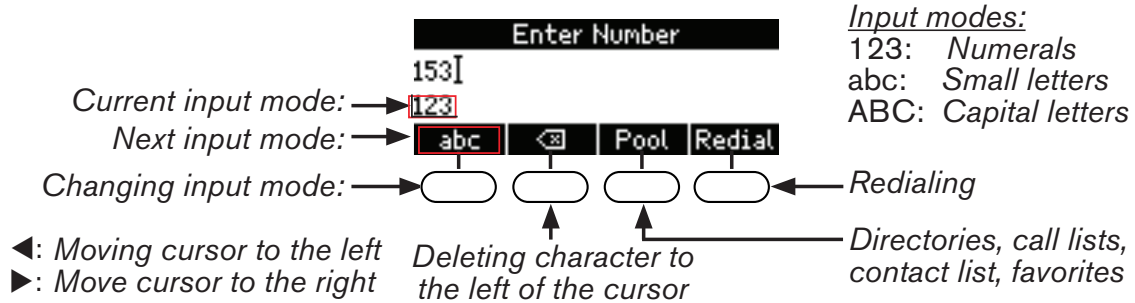 Enter Number
153
123
abc ⌫ Pool Redial
Current input mode:
Next input mode:
Changing input mode:
◀: Moving cursor to the left
▶: Move cursor to the right
Deleting character to
the left of the cursor
Input modes:
123: Numerals
abc: Small letters
ABC: Capital letters
Redialing
Directories, call lists,
contact list, favorites